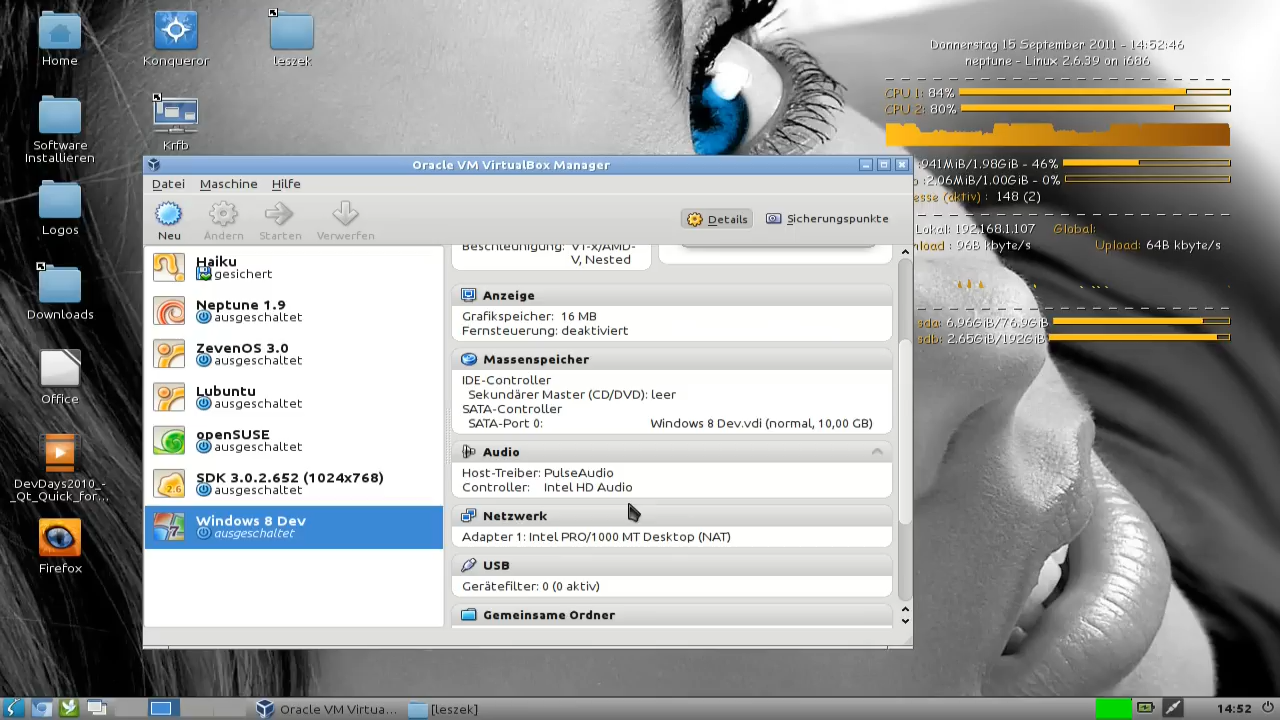 Home
Konqueror
leszek
Software
Installieren
Krfb
Logos
Downloads
Office
DevDays2010_-
_Qt_Quick_for...
Firefox
Donnerstag 15 September 2011 - 14:52:46
neptune - Linux 2.6.39 on i686
CPU 1: 84%
CPU 2: 80%
:941MiB/1.98GiB - 46%
:2.06MiB/1.00GiB - 0%
esse (aktiv) : 148 (2)
Lokal: 192.168.1.107 Global:
nload : 96B kbyte/s Upload: 64B kbyte/s
sda: 6.96GiB/76.9GiB
sdb: 2.65GiB/192GiB
Oracle VM VirtualBox Manager
Datei Maschine Hilfe
Neu Ändern Starten Verwerfen
Details Sicherungspunkte
Haiku
gesichert
Neptune 1.9
ausgeschaltet
ZevenOS 3.0
ausgeschaltet
Lubuntu
ausgeschaltet
openSUSE
ausgeschaltet
2.6
SDK 3.0.2.652 (1024x768)
ausgeschaltet
7
Windows 8 Dev
ausgeschaltet
Beschleunigung: VT-x/AMD-
V, Nested
Anzeige
Grafikspeicher: 16 MB
Fernsteuerung: deaktiviert
Massenspeicher
IDE-Controller
Sekundärer Master (CD/DVD): leer
SATA-Controller
SATA-Port 0: Windows 8 Dev.vdi (normal, 10,00 GB)
Audio
Host-Treiber: PulseAudio
Controller: Intel HD Audio
Netzwerk
Adapter 1: Intel PRO/1000 MT Desktop (NAT)
USB
Gerätefilter: 0 (0 aktiv)
Gemeinsame Ordner
Oracle VM Virtua...
[leszek]
14:52